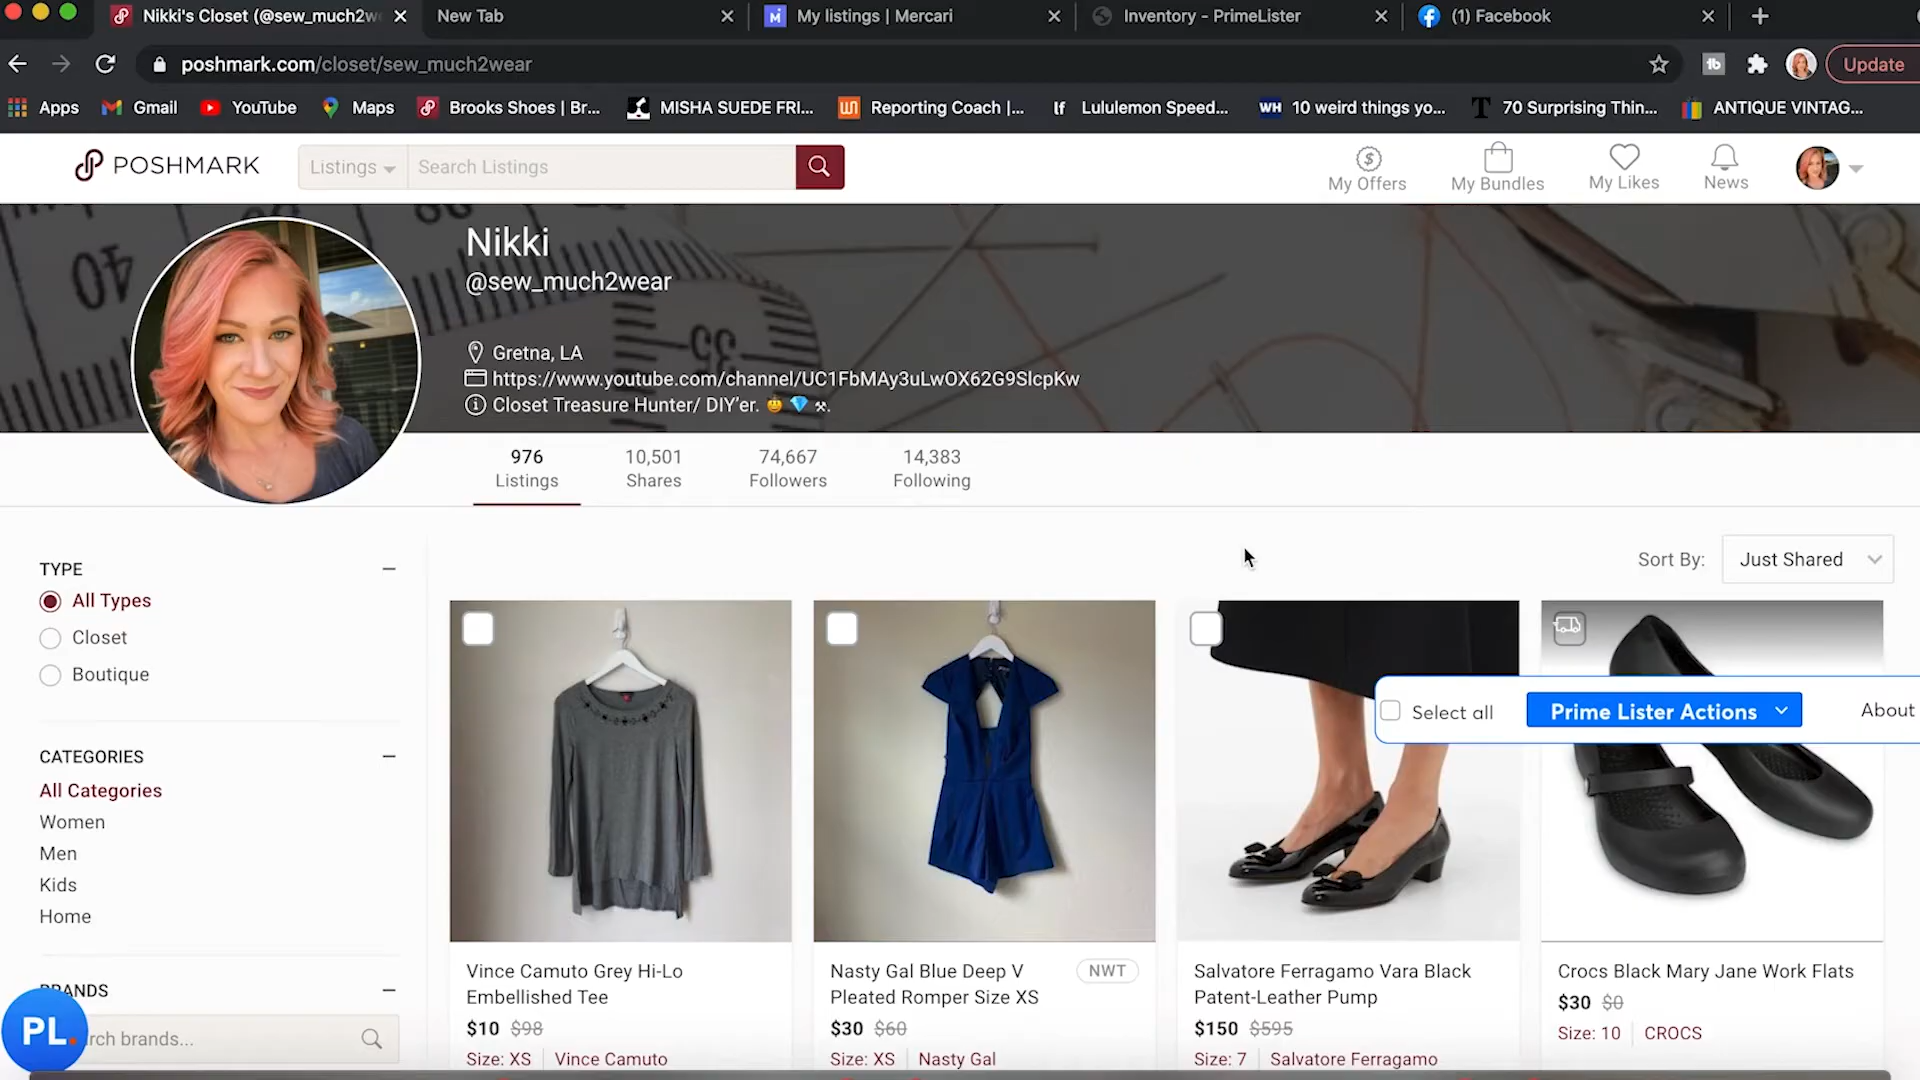 Nikki's Closet (@sew_much2w
New Tab
My listings | Mercari
Inventory - PrimeLister
(1) Facebook
poshmark.com/closet/sew_much2wear
Update
Apps
Gmail
YouTube
Maps
Brooks Shoes | Br...
MISHA SUEDE FRI...
Reporting Coach |...
lf Lululemon Speed...
WH 10 weird things yo...
T 70 Surprising Thin...
ANTIQUE VINTAG...
POSHMARK
Listings
Search Listings
My Offers
My Bundles
My Likes
News
Nikki
@sew_much2wear
Gretna, LA
https://www.youtube.com/channel/UC1FbMAy3uLwOX62G9SlcpKw
Closet Treasure Hunter/ DIY'er. 🤠 💎 ⚒.
976
Listings
10,501
Shares
74,667
Followers
14,383
Following
TYPE
All Types
Closet
Boutique
CATEGORIES
All Categories
Women
Men
Kids
Home
BRANDS
rch brands...
PL.
Sort By:
Just Shared
Select all
Prime Lister Actions
About
Vince Camuto Grey Hi-Lo
Embellished Tee
$10 $98
Size: XS
Vince Camuto
Nasty Gal Blue Deep V
Pleated Romper Size XS
NWT
$30 $60
Size: XS
Nasty Gal
Salvatore Ferragamo Vara Black
Patent-Leather Pump
$150 $595
Size: 7
Salvatore Ferragamo
Crocs Black Mary Jane Work Flats
$30 $0
Size: 10
CROCS
40
35